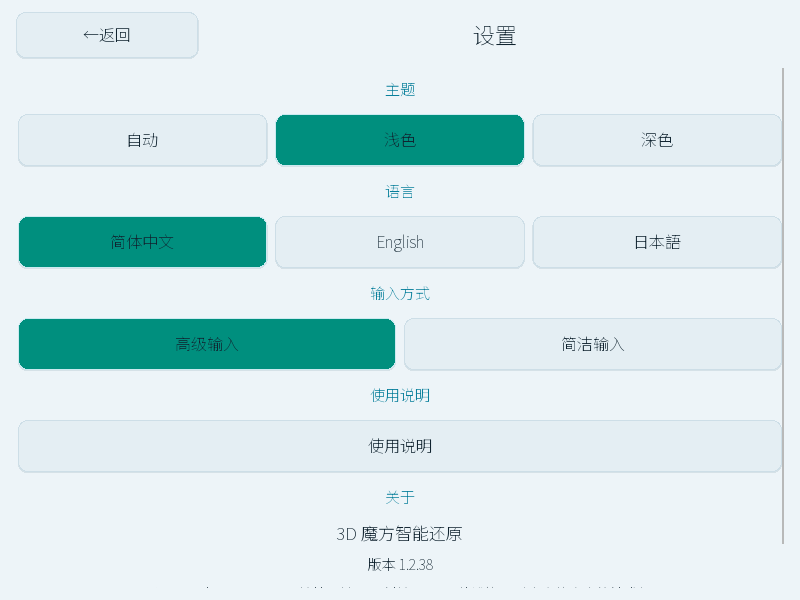 ←返回
设置
主题
自动 浅色 深色
语言
简体中文 English 日本語
输入方式
高级输入 简洁输入
使用说明
使用说明
关于
3D 魔方智能还原
版本 1.2.38